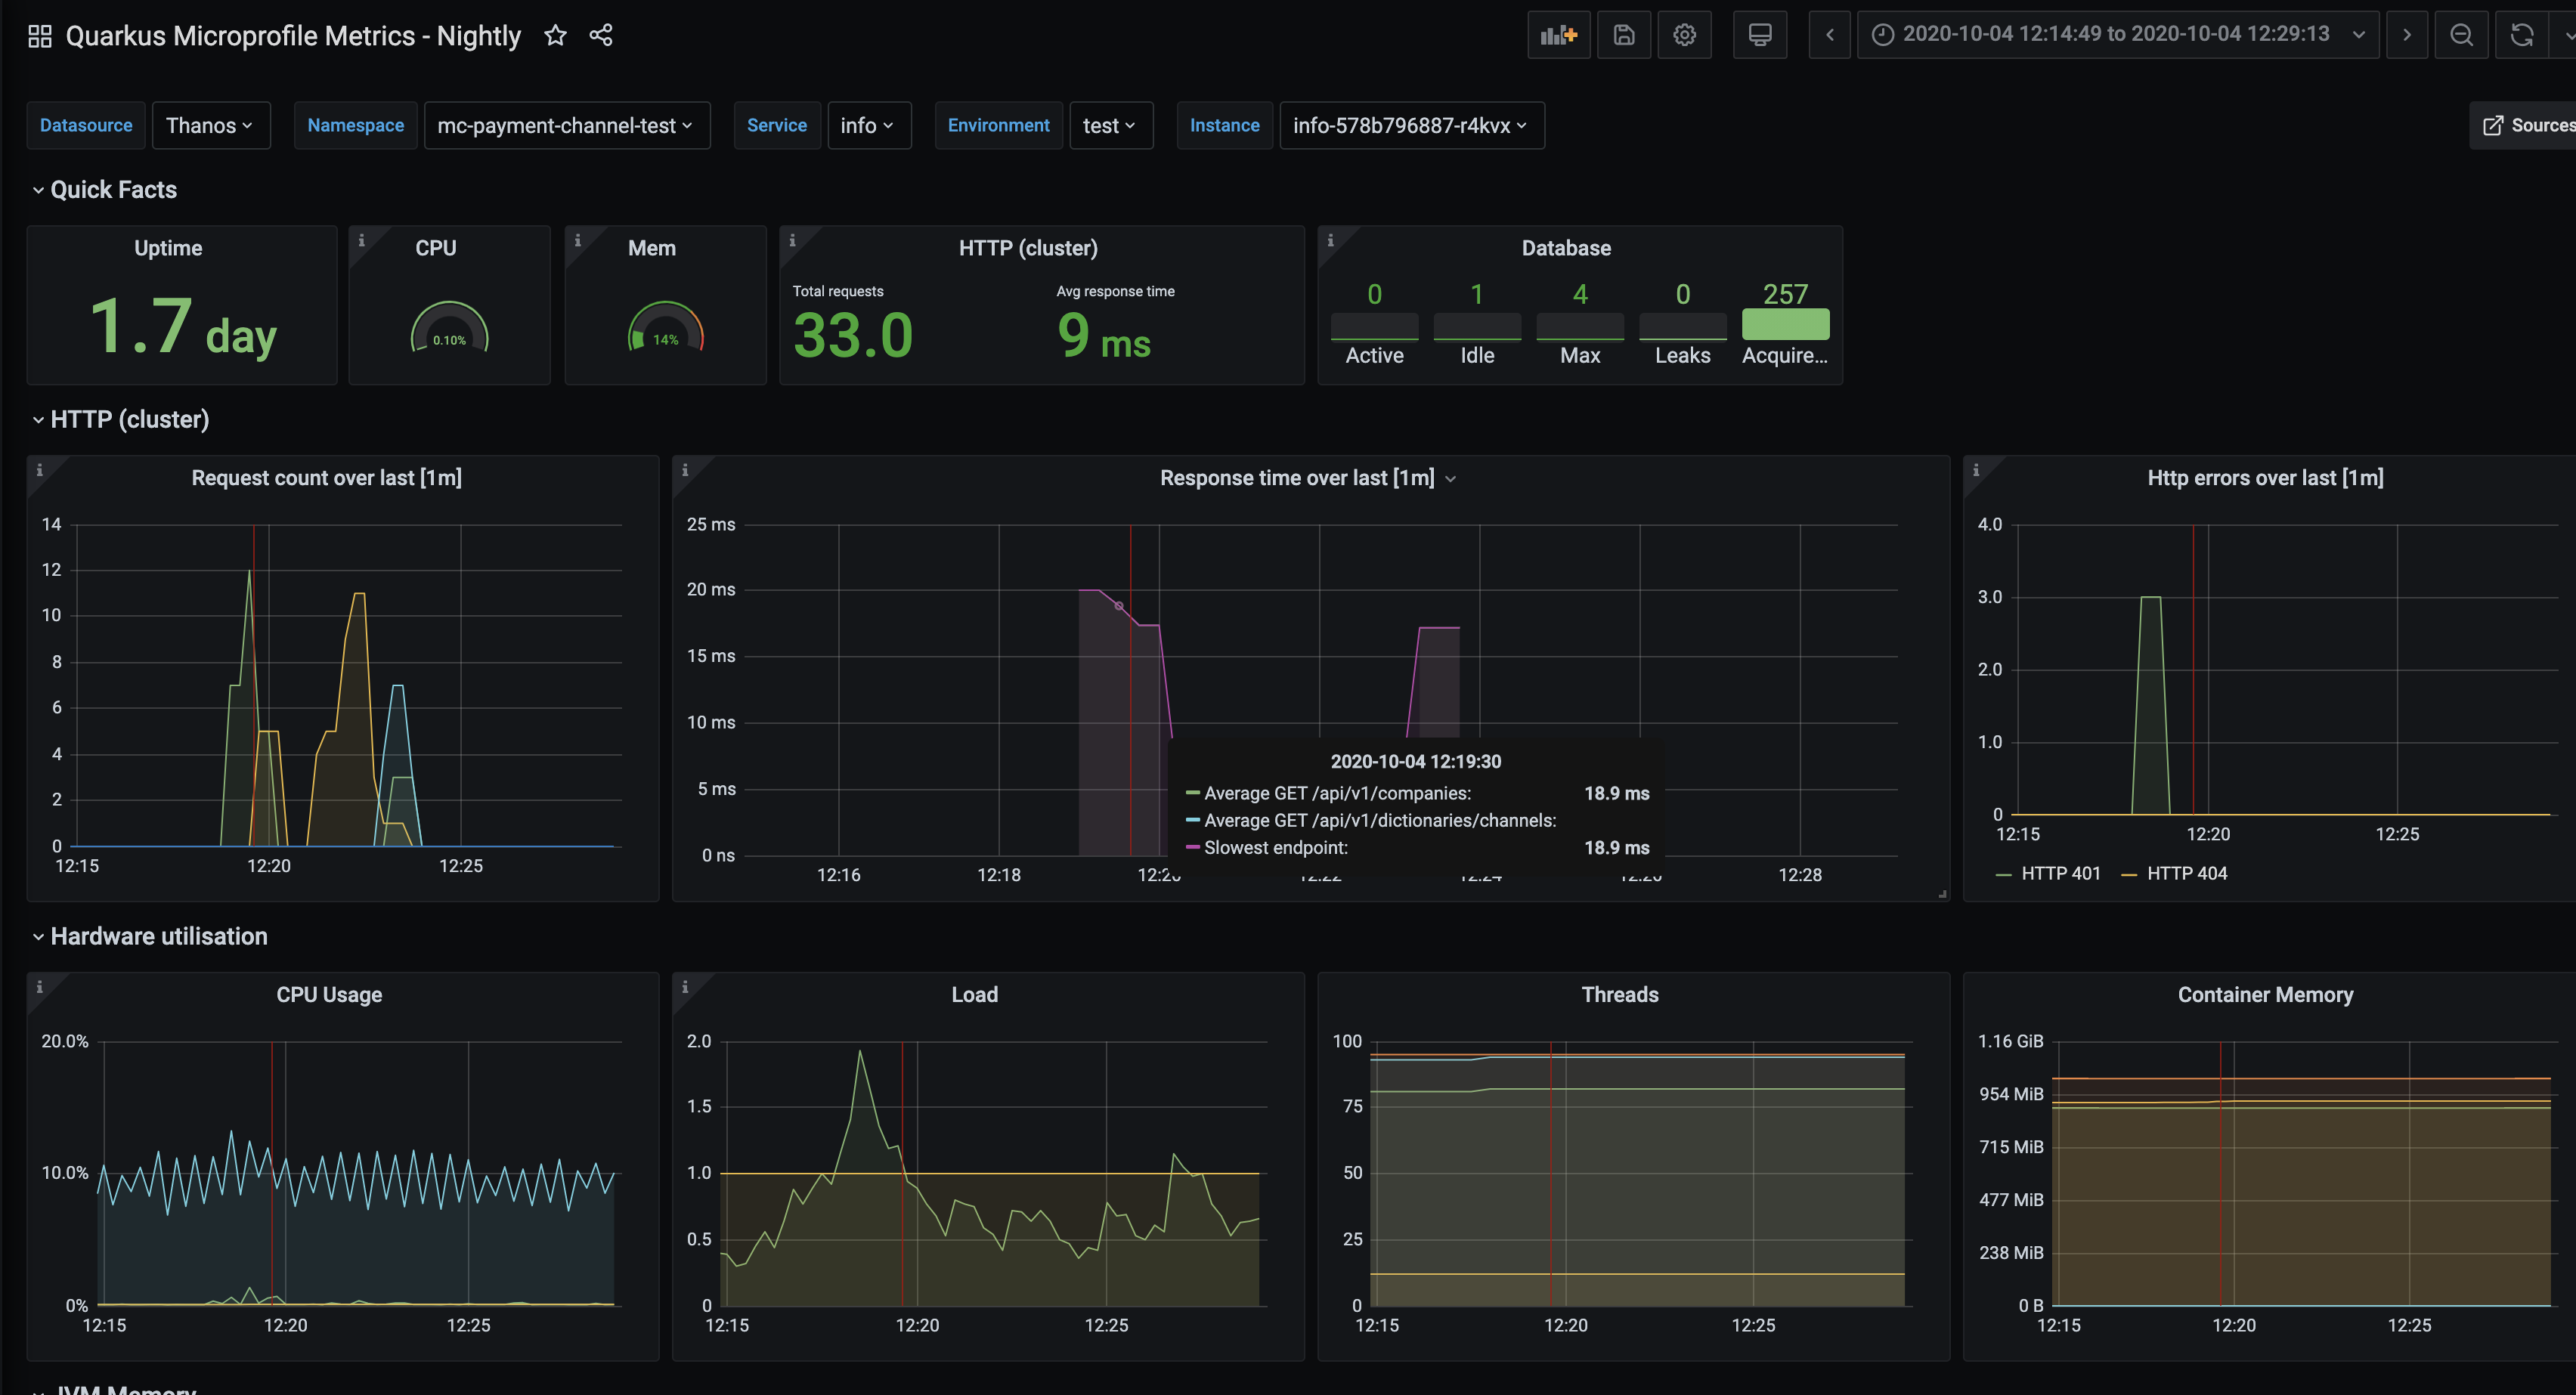 Quarkus Microprofile Metrics - Nightly
2020-10-04 12:14:49 to 2020-10-04 12:29:13
Datasource Thanos Namespace mc-payment-channel-test Service info Environment test Instance info-578b796887-r4kvx Sources
Quick Facts
Uptime
1.7 day
CPU
0.10%
Mem
14%
HTTP (cluster)
Total requests
33.0
Avg response time
9 ms
Database
0 1 4 0 257
Active Idle Max Leaks Acquire...
HTTP (cluster)
Request count over last [1m]
14
12
10
8
6
4
2
0
12:15 12:20 12:25
Response time over last [1m]
25 ms
20 ms
15 ms
10 ms
5 ms
0 ns
12:16 12:18 12:28
2020-10-04 12:19:30
Average GET /api/v1/companies: 18.9 ms
Average GET /api/v1/dictionaries/channels:
Slowest endpoint: 18.9 ms
Http errors over last [1m]
4.0
3.0
2.0
1.0
0
12:15 12:20 12:25
HTTP 401 HTTP 404
Hardware utilisation
CPU Usage
20.0%
10.0%
0%
12:15 12:20 12:25
Load
2.0
1.5
1.0
0.5
0
12:15 12:20 12:25
Threads
100
75
50
25
0
12:15 12:20 12:25
Container Memory
1.16 GiB
954 MiB
715 MiB
477 MiB
238 MiB
0 B
12:15 12:20 12:25
JVM Memory